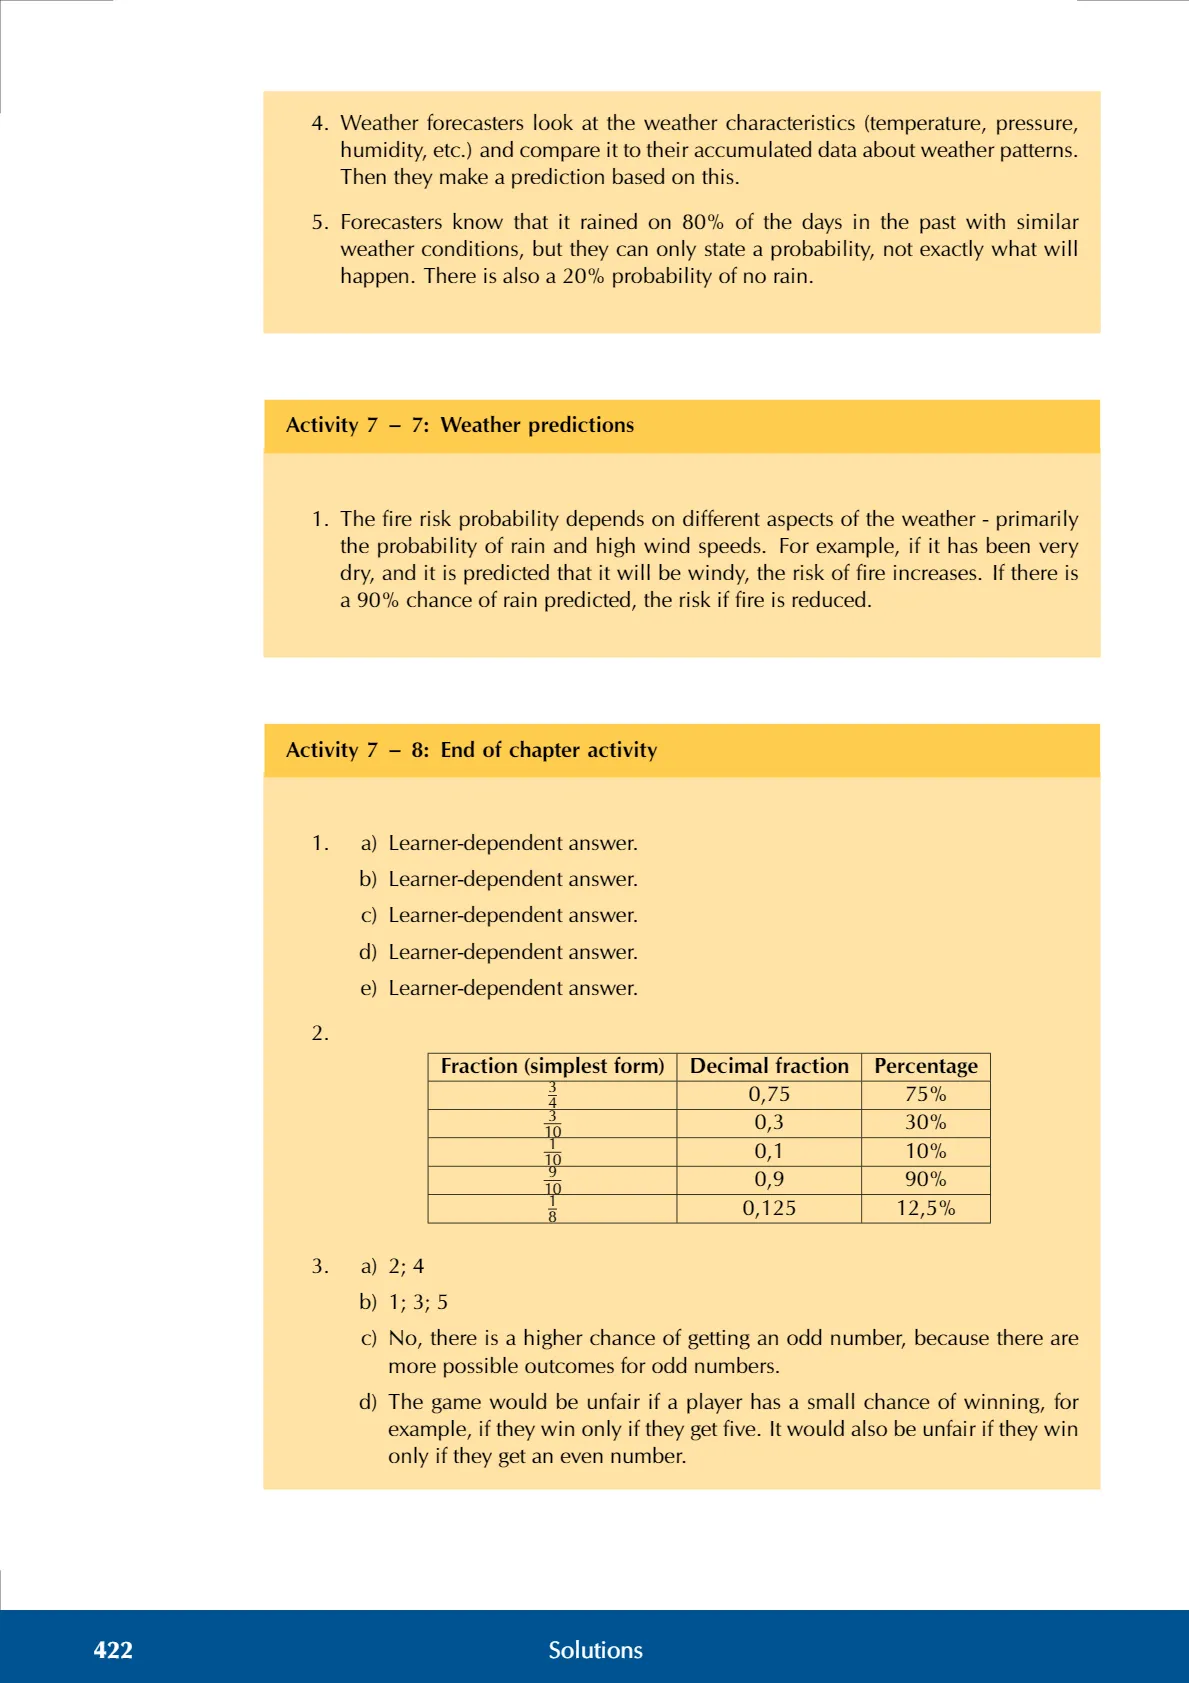 4. Weather forecasters look at the weather characteristics (temperature, pressure,
humidity, etc.) and compare it to their accumulated data about weather patterns.
Then they make a prediction based on this.
5. Forecasters know that it rained on 80% of the days in the past with similar
weather conditions, but they can only state a probability, not exactly what will
happen. There is also a 20% probability of no rain.
Activity 7 – 7: Weather predictions
1. The fire risk probability depends on different aspects of the weather - primarily
the probability of rain and high wind speeds. For example, if it has been very
dry, and it is predicted that it will be windy, the risk of fire increases. If there is
a 90% chance of rain predicted, the risk if fire is reduced.
Activity 7 – 8: End of chapter activity
1. a) Learner-dependent answer.
b) Learner-dependent answer.
c) Learner-dependent answer.
d) Learner-dependent answer.
e) Learner-dependent answer.
2.
Fraction (simplest form) Decimal fraction Percentage
3/4 0,75 75%
3/10 0,3 30%
1/10 0,1 10%
9/10 0,9 90%
1/8 0,125 12,5%
3. a) 2; 4
b) 1; 3; 5
c) No, there is a higher chance of getting an odd number, because there are
more possible outcomes for odd numbers.
d) The game would be unfair if a player has a small chance of winning, for
example, if they win only if they get five. It would also be unfair if they win
only if they get an even number.
422 Solutions